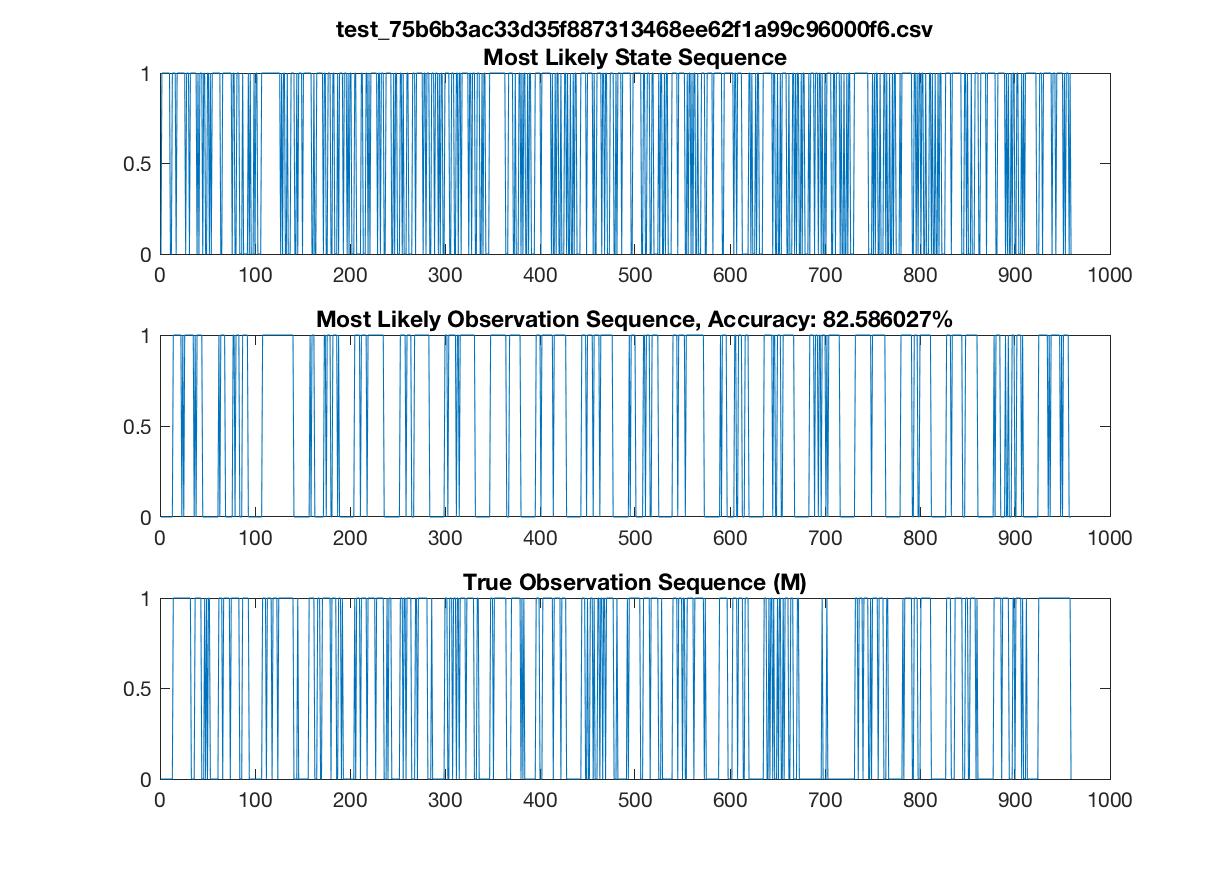 test_75b6b3ac33d35f887313468ee62f1a99c96000f6.csv
Most Likely State Sequence
1
0.5
0
0 100 200 300 400 500 600 700 800 900 1000
Most Likely Observation Sequence, Accuracy: 82.586027%
1
0.5
0
0 100 200 300 400 500 600 700 800 900 1000
True Observation Sequence (M)
1
0.5
0
0 100 200 300 400 500 600 700 800 900 1000